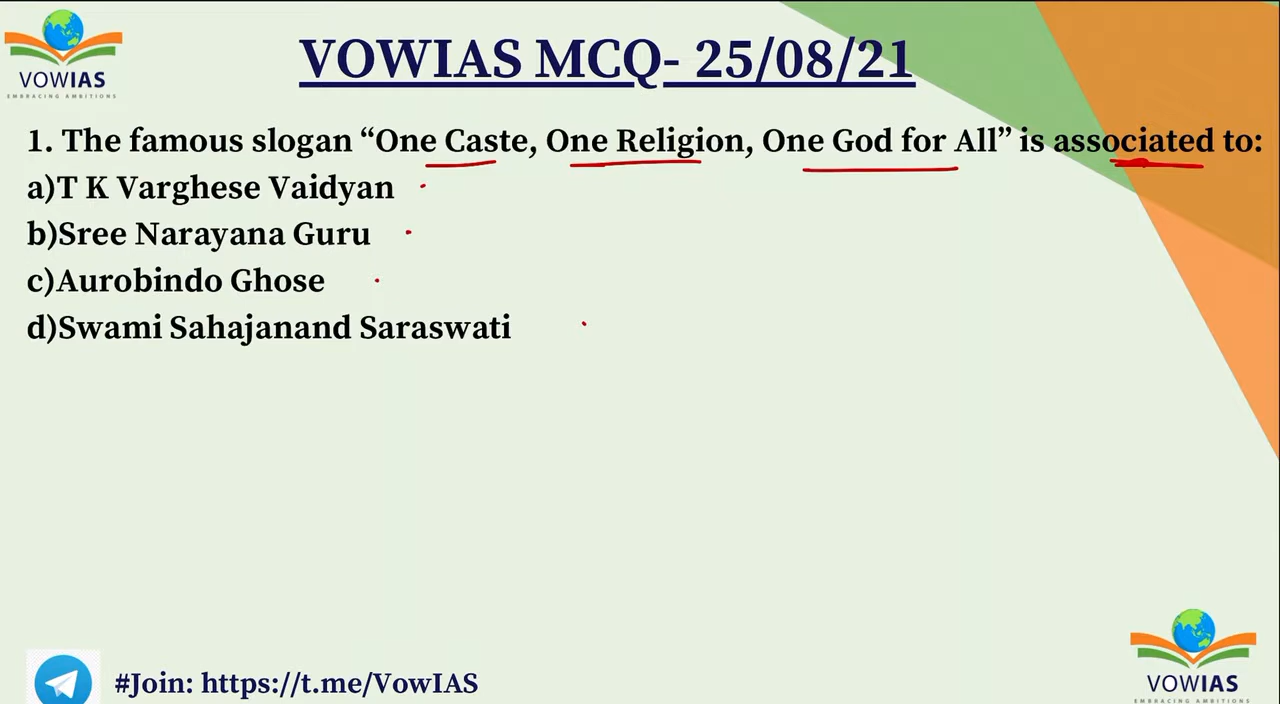 VOWIAS
EMBRACING AMBITIONS
VOWIAS MCQ- 25/08/21
1. The famous slogan “One Caste, One Religion, One God for All” is associated to:
a)T K Varghese Vaidyan
b)Sree Narayana Guru
c)Aurobindo Ghose
d)Swami Sahajanand Saraswati
#Join: https://t.me/VowIAS
VOWIAS
EMBRACING AMBITIONS